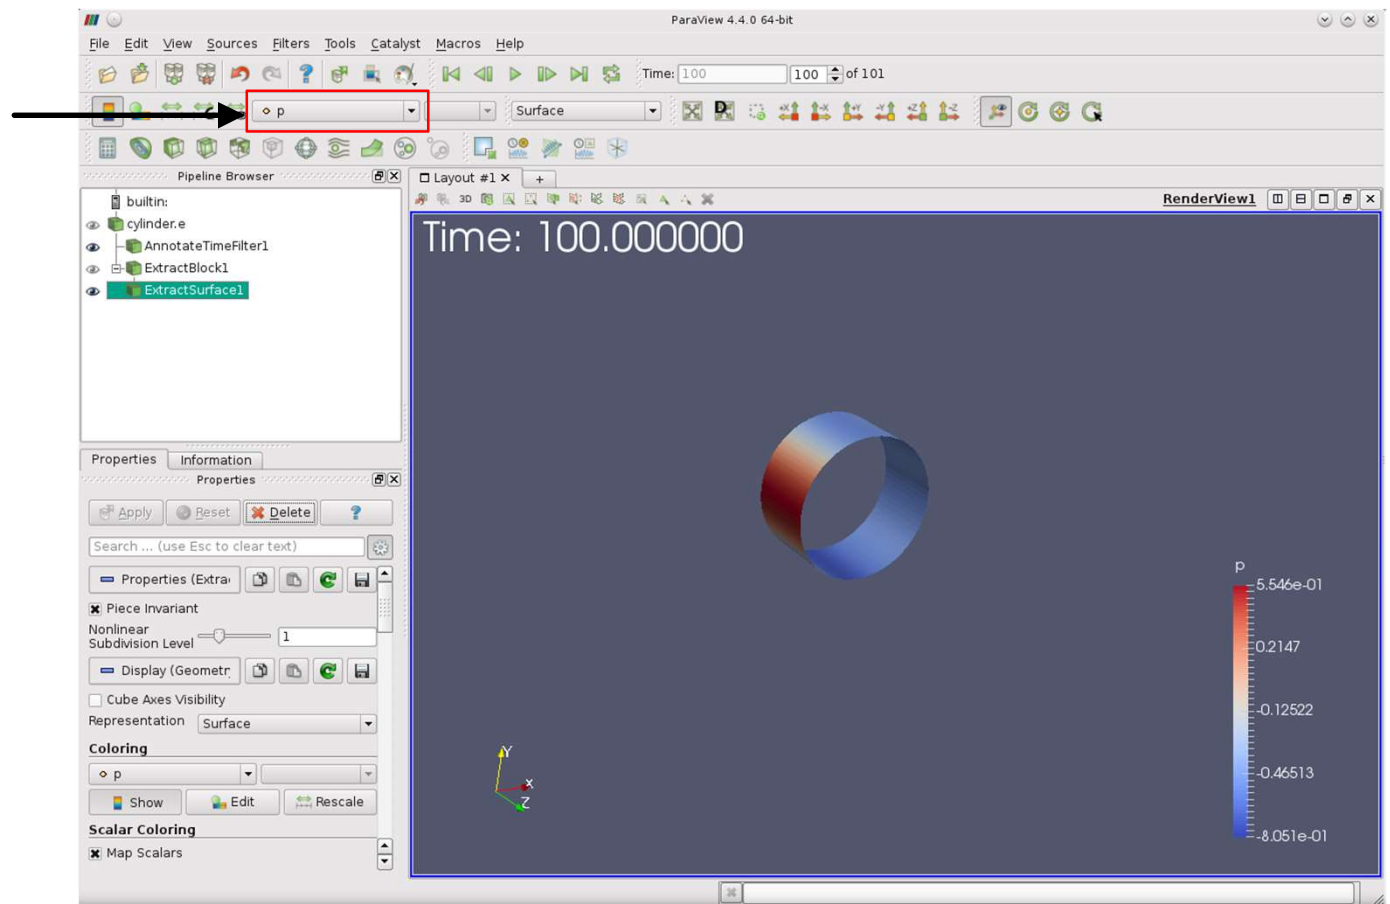 ParaView 4.4.0 64-bit
File Edit View Sources Filters Tools Catalyst Macros Help
Time: 100 100 of 101
p Surface
Pipeline Browser
builtin:
cylinder.e
AnnotateTimeFilter1
ExtractBlock1
ExtractSurface1
Layout #1 +
3D
RenderView1
Time: 100.000000
Properties Information
Properties
Apply Reset Delete ?
Search ... (use Esc to clear text)
Properties (Extra
Piece Invariant
Nonlinear
Subdivision Level 1
Display (Geometr
Cube Axes Visibility
Representation Surface
Coloring
p
Show Edit Rescale
Scalar Coloring
Map Scalars
Y
X
Z
p
5.546e-01
0.2147
-0.12522
-0.46513
-8.051e-01